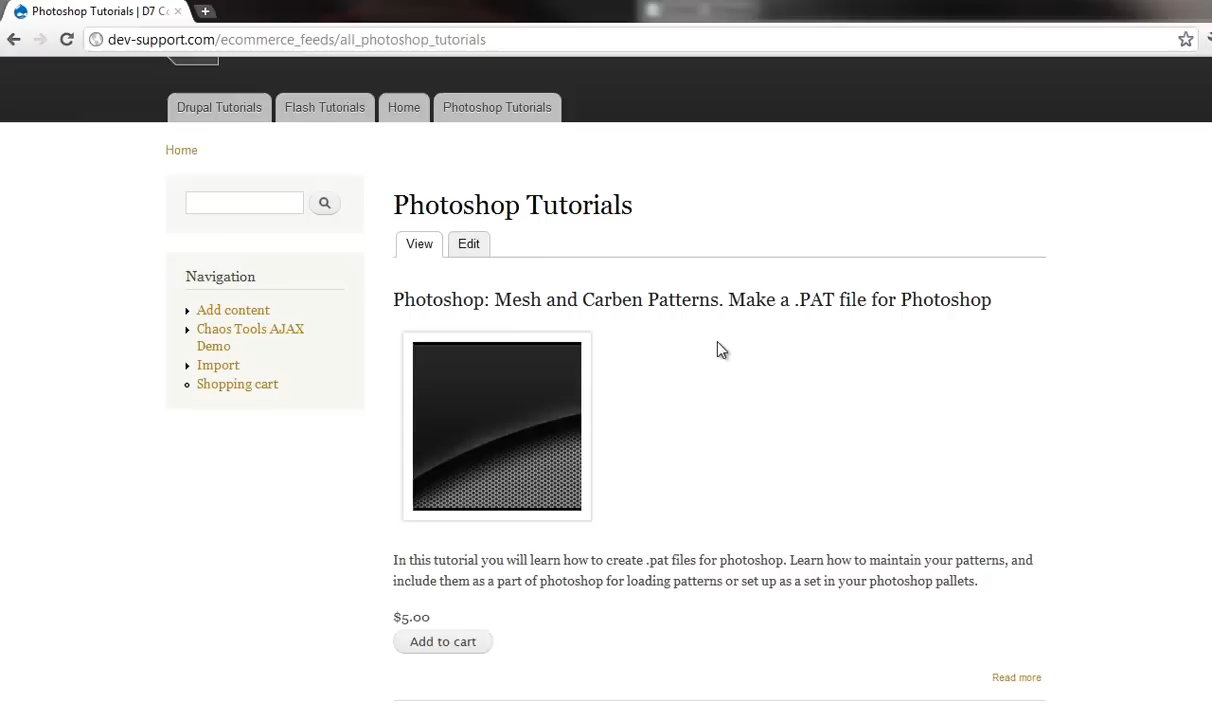 Photoshop Tutorials | D7 Co
dev-support.com/ecommerce_feeds/all_photoshop_tutorials
Drupal Tutorials
Flash Tutorials
Home
Photoshop Tutorials
Home
Navigation
Add content
Chaos Tools AJAX
Demo
Import
Shopping cart
Photoshop Tutorials
View
Edit
Photoshop: Mesh and Carben Patterns. Make a .PAT file for Photoshop
In this tutorial you will learn how to create .pat files for photoshop. Learn how to maintain your patterns, and
include them as a part of photoshop for loading patterns or set up as a set in your photoshop pallets.
$5.00
Add to cart
Read more